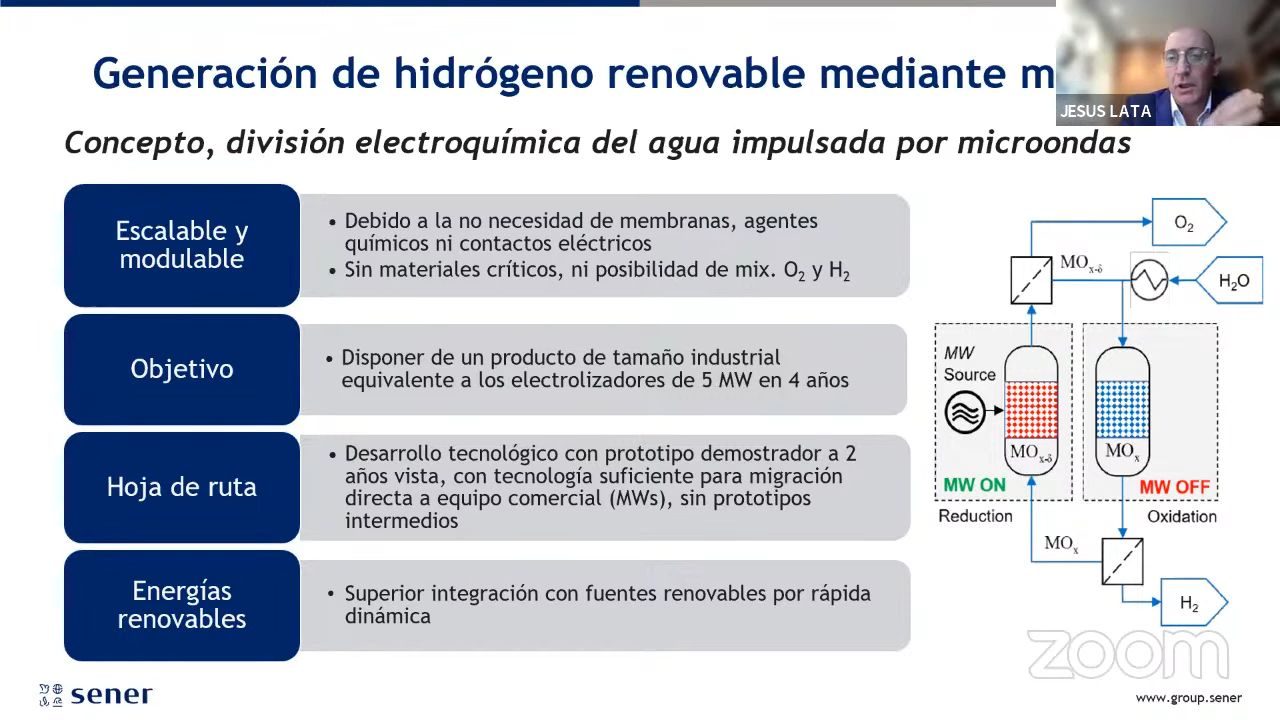 Generación de hidrógeno renovable mediante m
JESUS LATA
Concepto, división electroquímica del agua impulsada por microondas
Escalable y
modulable
• Debido a la no necesidad de membranas, agentes
químicos ni contactos eléctricos
• Sin materiales críticos, ni posibilidad de mix. O₂ y H₂
Objetivo
• Disponer de un producto de tamaño industrial
equivalente a los electrolizadores de 5 MW en 4 años
Hoja de ruta
• Desarrollo tecnológico con prototipo demostrador a 2
años vista, con tecnología suficiente para migración
directa a equipo comercial (MWs), sin prototipos
intermedios
Energías
renovables
• Superior integración con fuentes renovables por rápida
dinámica
O₂
MOₓ₋δ
H₂O
MW
Source
MOₓ₋δ
MOₓ
MW ON
MW OFF
Reduction
Oxidation
MOₓ
H₂
zoom
sener
www.group.sener